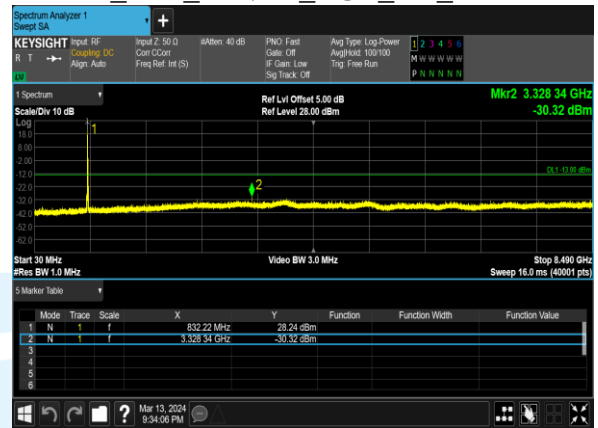 Spectrum Analyzer 1
Swept SA
+
KEYSIGHT Input: RF Input Z: 50 Ω #Atten: 40 dB PNO: Fast Avg Type: Log-Power 1 2 3 4 5 6
R T Coupling: DC Corr CCorr Gate: Off Avg|Hold: 100/100 M W W W W W
Align: Auto Freq Ref: Int (S) IF Gain: Low Trig: Free Run
Sig Track: Off P N N N N N
LXI
1 Spectrum
Ref Lvl Offset 5.00 dB Mkr2 3.328 34 GHz
Scale/Div 10 dB Ref Level 28.00 dBm -30.32 dBm
Log
1
18.0
8.00
-2.00
DL1 -13.00 dBm
-12.0
2
-22.0
-32.0
-42.0
-52.0
-62.0
Start 30 MHz Video BW 3.0 MHz Stop 8.490 GHz
#Res BW 1.0 MHz Sweep 16.0 ms (40001 pts)
5 Marker Table
Mode Trace Scale X Y Function Function Width Function Value
1 N 1 f 832.22 MHz 28.24 dBm
2 N 1 f 3.328 34 GHz -30.32 dBm
3
4
5
6
? Mar 13, 2024
9:34:06 PM